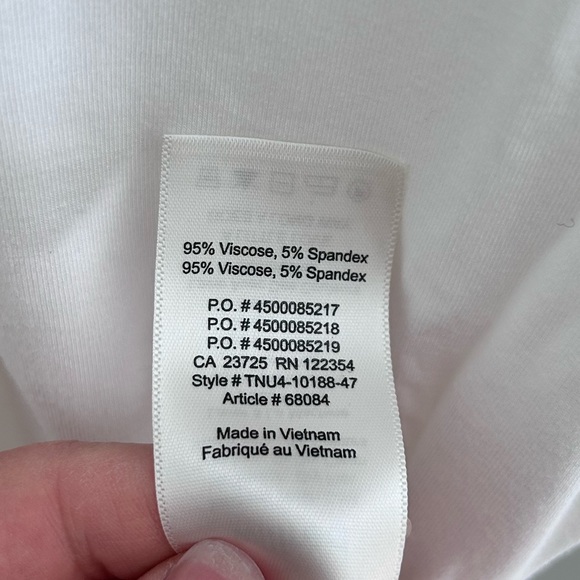 95% Viscose, 5% Spandex
95% Viscose, 5% Spandex
P.O. # 4500085217
P.O. # 4500085218
P.O. # 4500085219
CA 23725 RN 122354
Style # TNU4-10188-47
Article # 68084
Made in Vietnam
Fabriqué au Vietnam